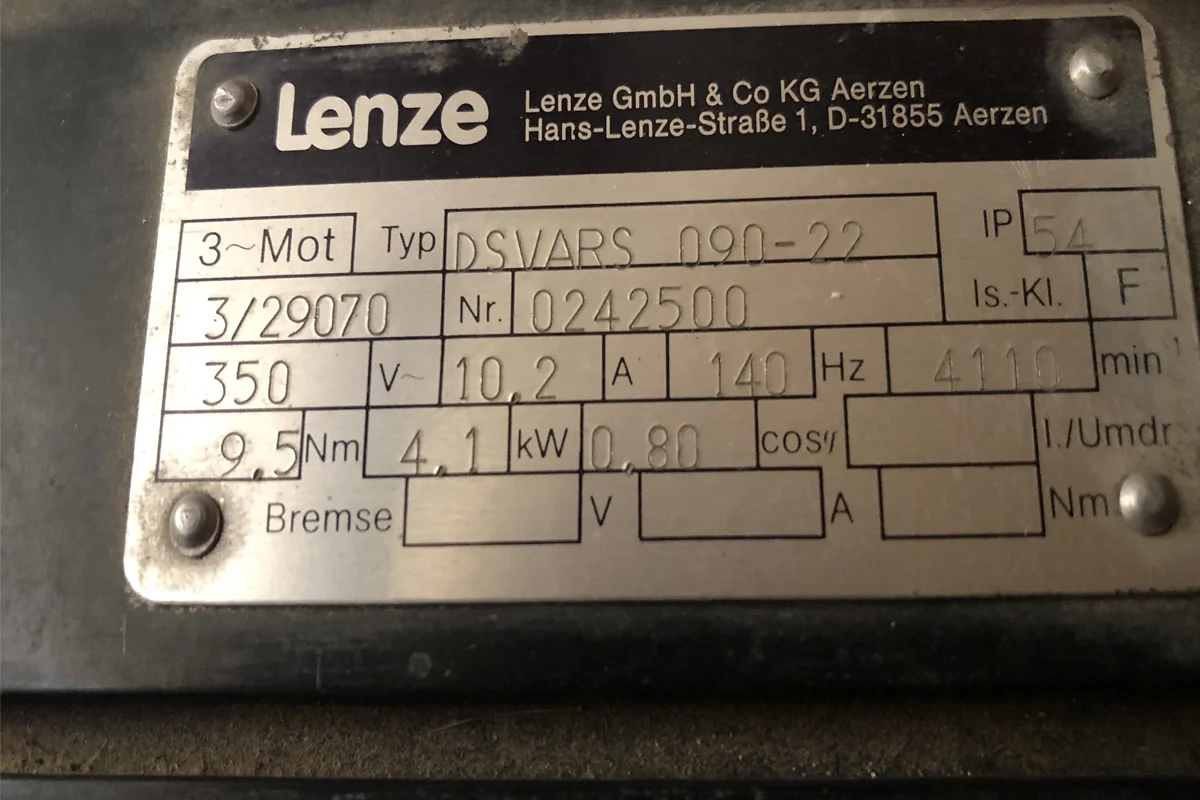 Lenze
Lenze GmbH & Co KG Aerzen
Hans-Lenze-Straße 1, D-31855 Aerzen
3~Mot Typ DSVARS 090-22 IP 54
3/29070 Nr. 0242500 Is.-Kl. F
350 V~ 10,2 A 140 Hz 4110 min⁻¹
9,5 Nm 4,1 kW 0,80 cosφ l./Umdr
Bremse V A Nm